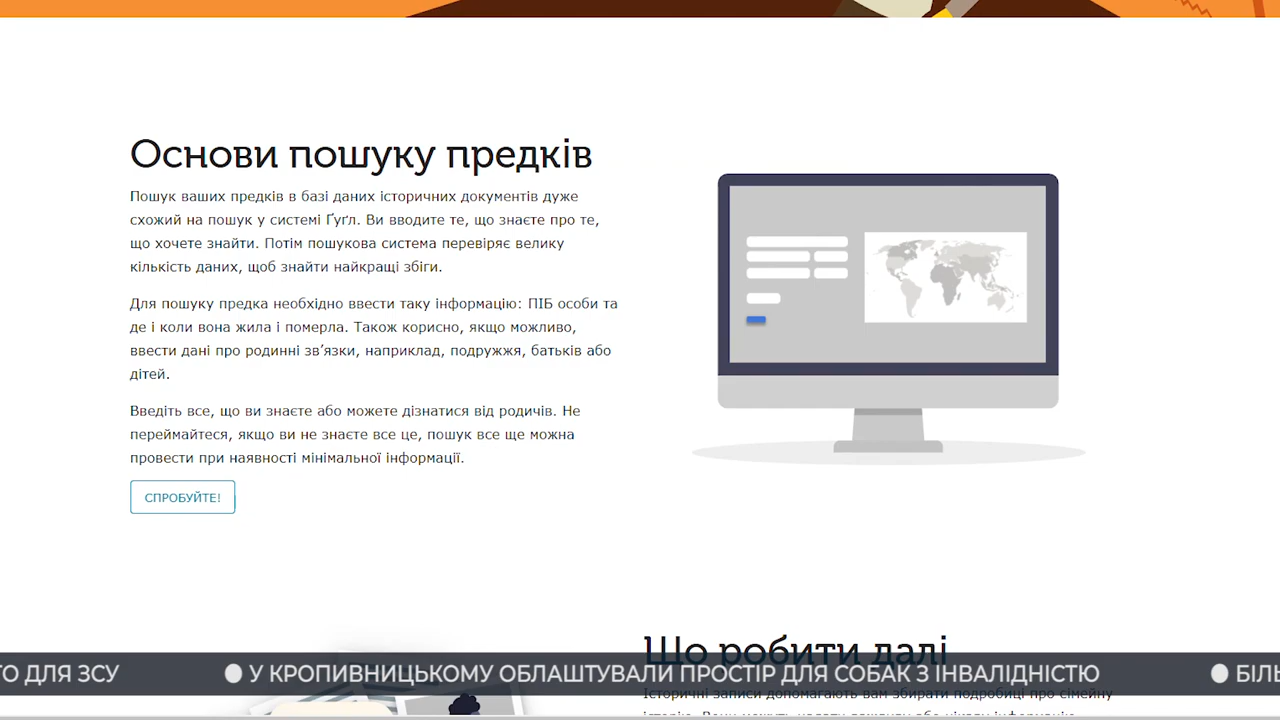 Основи пошуку предків
Пошук ваших предків в базі даних історичних документів дуже
схожий на пошук у системі Ґуґл. Ви вводите те, що знаєте про те,
що хочете знайти. Потім пошукова система перевіряє велику
кількість даних, щоб знайти найкращі збіги.
Для пошуку предка необхідно ввести таку інформацію: ПІБ особи та
де і коли вона жила і померла. Також корисно, якщо можливо,
ввести дані про родинні зв’язки, наприклад, подружжя, батьків або
дітей.
Введіть все, що ви знаєте або можете дізнатися від родичів. Не
переймайтеся, якщо ви не знаєте все це, пошук все ще можна
провести при наявності мінімальної інформації.
СПРОБУЙТЕ!
Що робити далі
ДЛЯ ЗСУ
● У КРОПИВНИЦЬКОМУ ОБЛАШТУВАЛИ ПРОСТІР ДЛЯ СОБАК З ІНВАЛІДНІСТЮ
Історичні записи допомагають вам збирати подробиці про сімейну